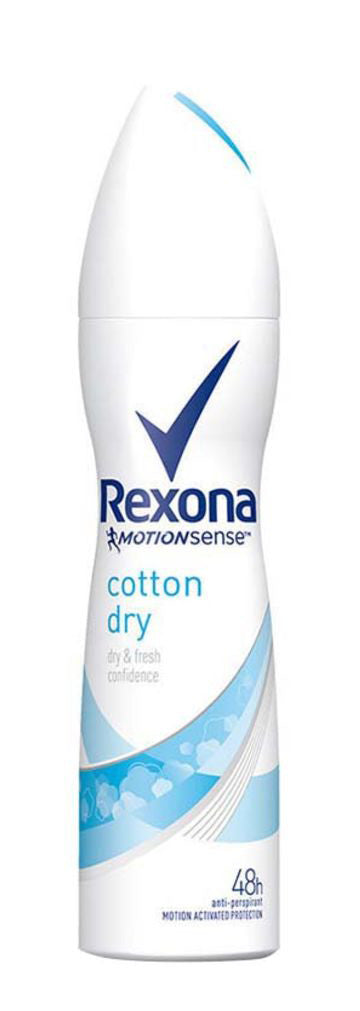 Rexona
MOTIONsense™
cotton
dry
dry & fresh
confidence
48h
anti-perspirant
MOTION ACTIVATED PROTECTION